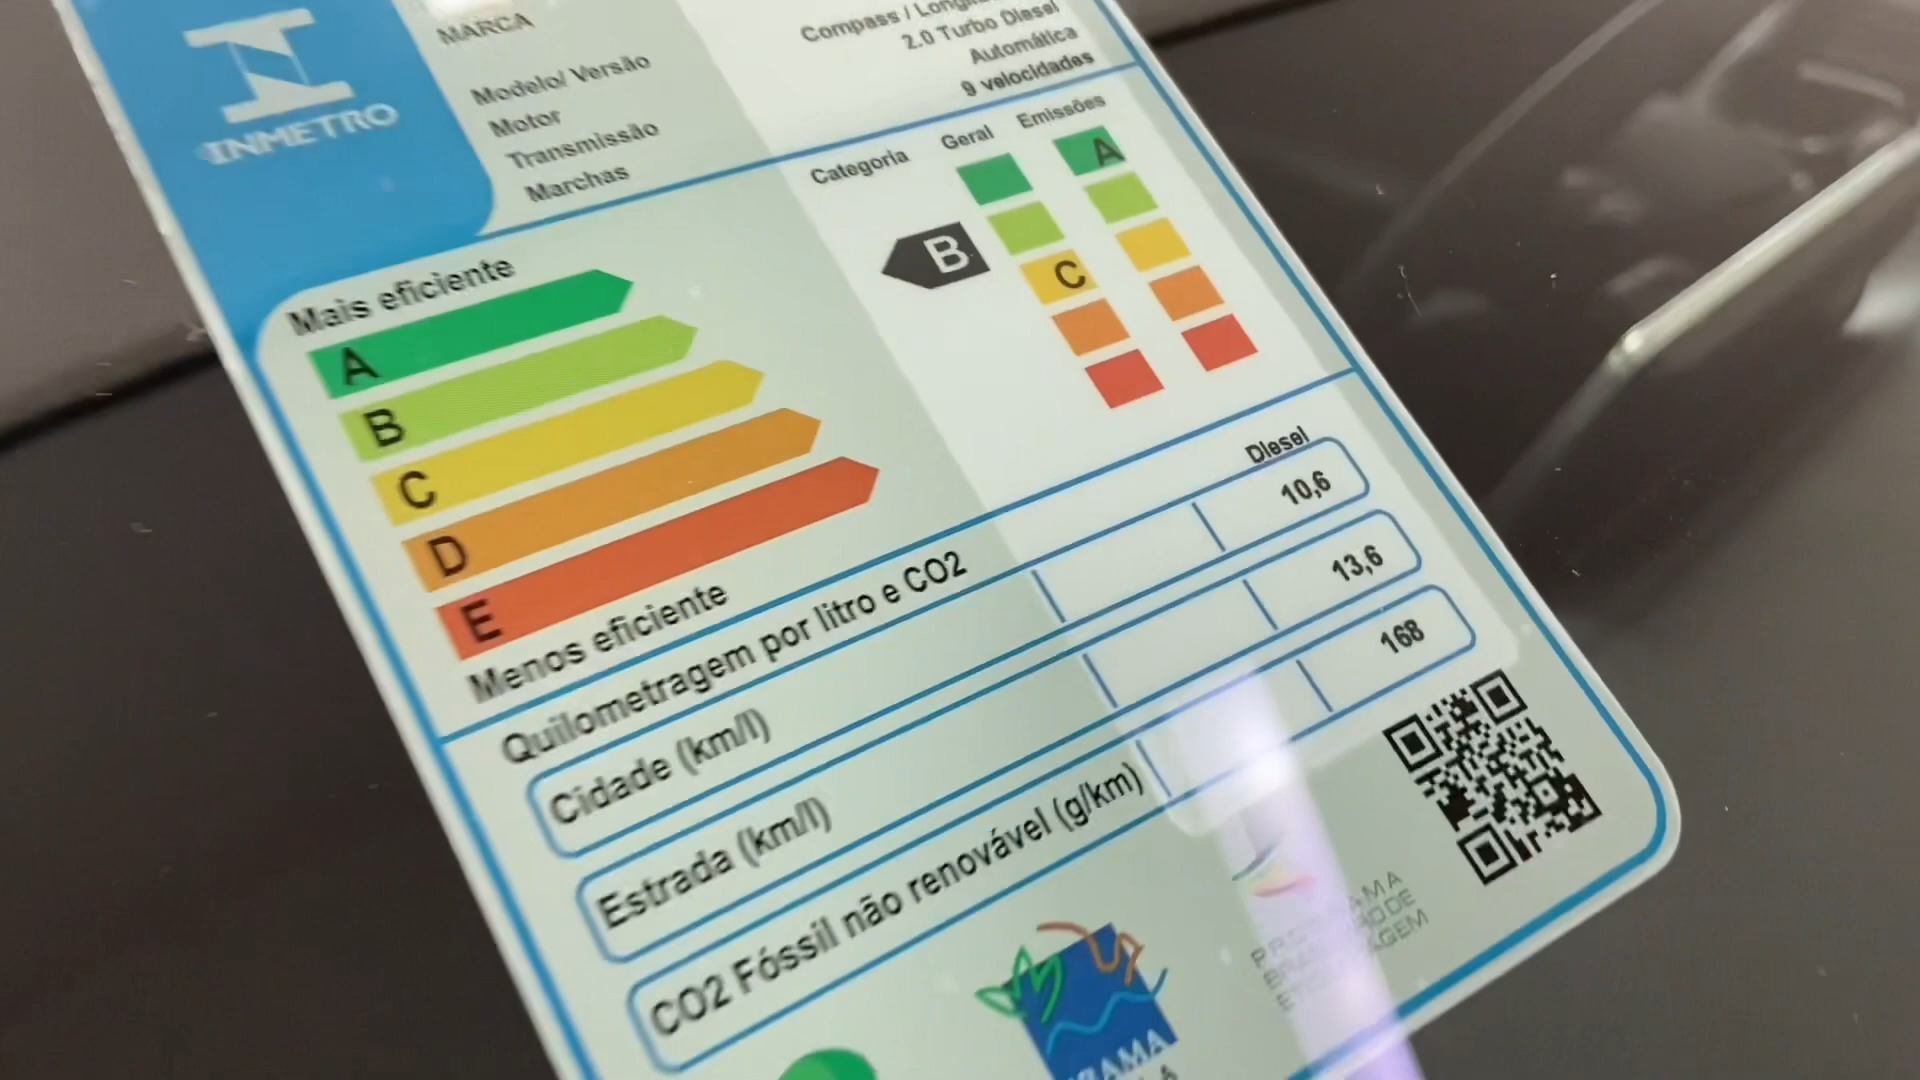 INMETRO
MARCA
Modelo/ Versão
Compass /
Motor
2.0 Turbo Diesel
Transmissão
Automática
Marchas
9 velocidades
Categoria Geral Emissões
Mais eficiente
A
B
C
D
E
Menos eficiente
B
C
A
Quilometragem por litro e CO2
Diesel
Cidade (km/l) 10,6
Estrada (km/l) 13,6
CO2 Fóssil não renovável (g/km) 168